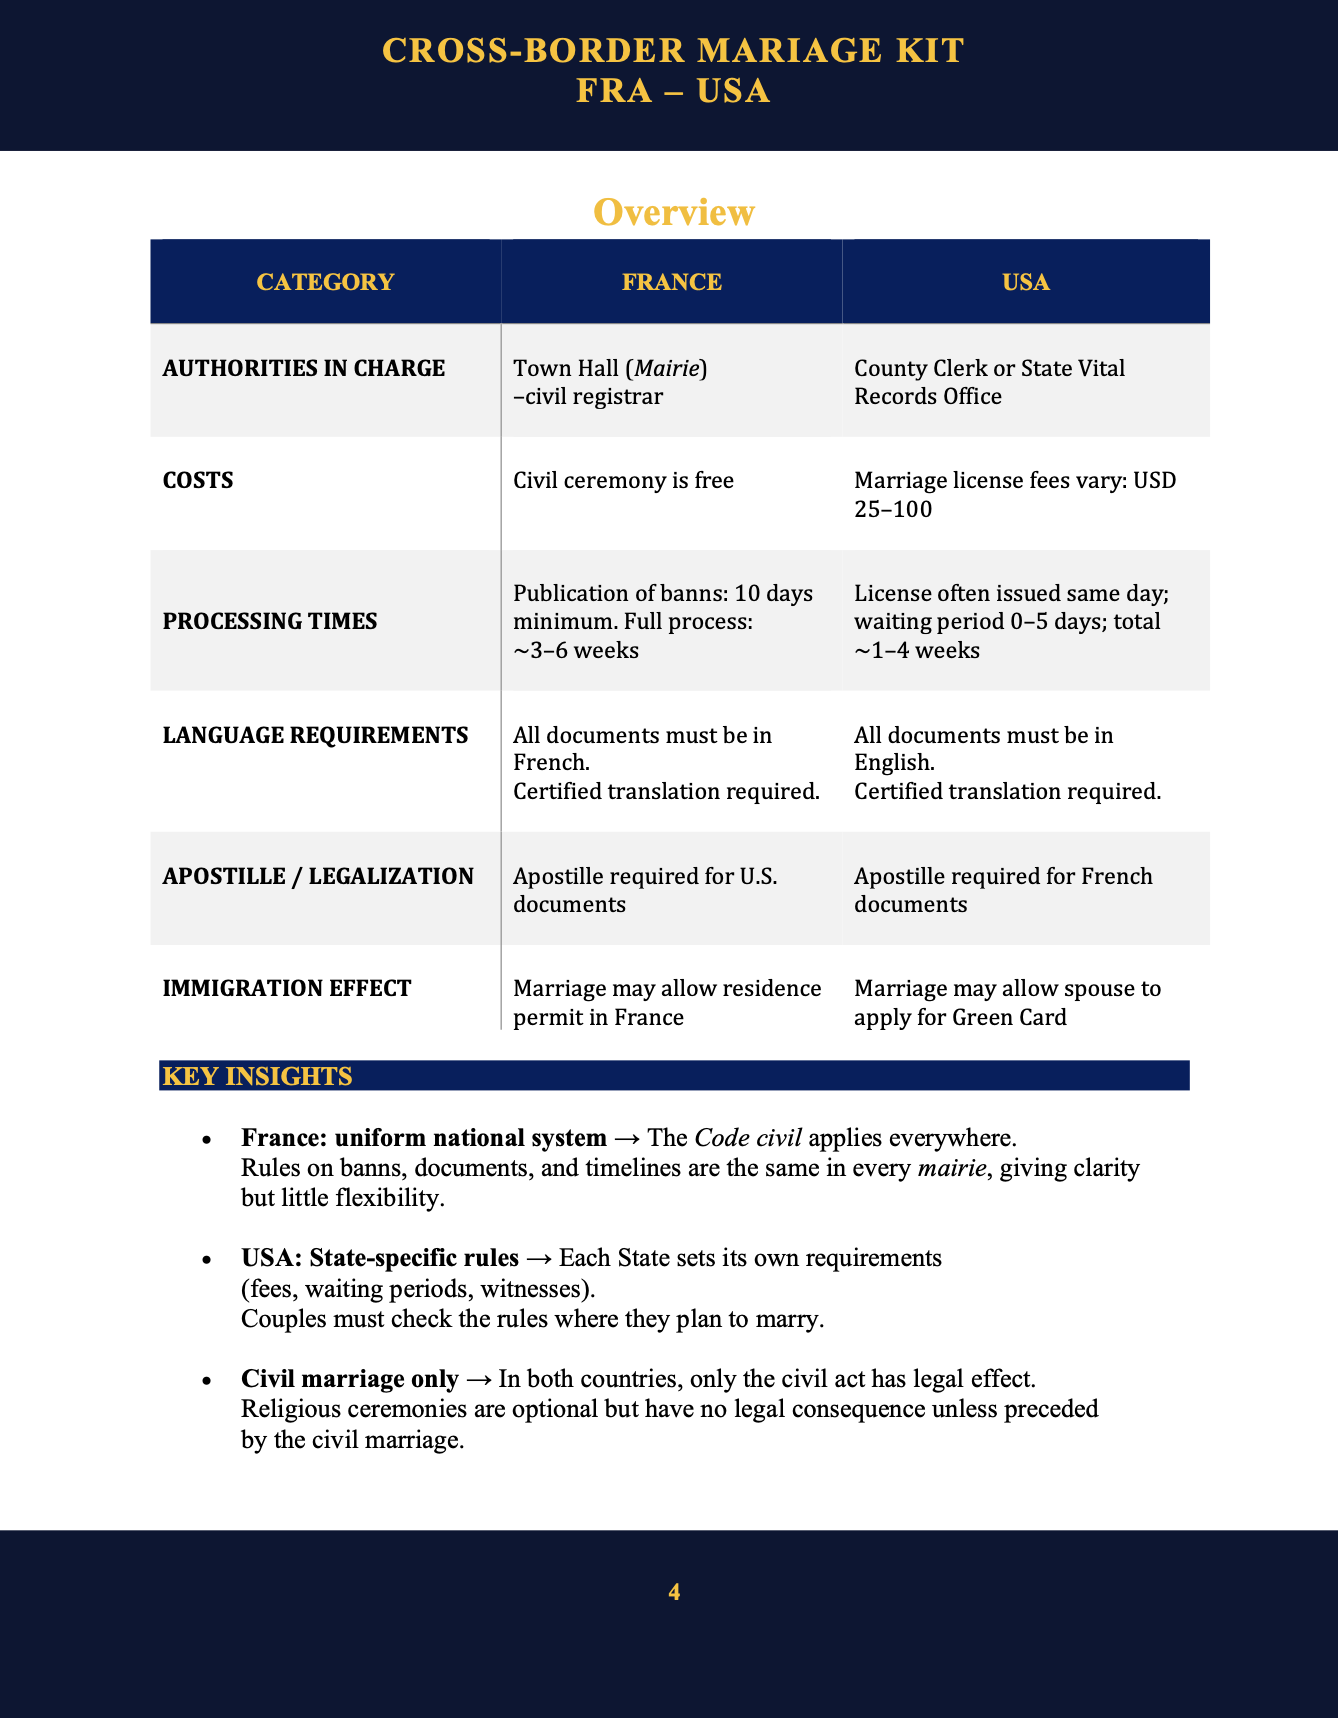 CROSS-BORDER MARIAGE KIT
FRA – USA
Overview
CATEGORY
FRANCE
USA
AUTHORITIES IN CHARGE
Town Hall (Mairie)
–civil registrar
County Clerk or State Vital
Records Office
COSTS
Civil ceremony is free
Marriage license fees vary: USD
25–100
PROCESSING TIMES
Publication of banns: 10 days
minimum. Full process:
~3–6 weeks
License often issued same day;
waiting period 0–5 days; total
~1–4 weeks
LANGUAGE REQUIREMENTS
All documents must be in
French.
Certified translation required.
All documents must be in
English.
Certified translation required.
APOSTILLE / LEGALIZATION
Apostille required for U.S.
documents
Apostille required for French
documents
IMMIGRATION EFFECT
Marriage may allow residence
permit in France
Marriage may allow spouse to
apply for Green Card
KEY INSIGHTS
• France: uniform national system → The Code civil applies everywhere.
Rules on banns, documents, and timelines are the same in every mairie, giving clarity
but little flexibility.
• USA: State-specific rules → Each State sets its own requirements
(fees, waiting periods, witnesses).
Couples must check the rules where they plan to marry.
• Civil marriage only → In both countries, only the civil act has legal effect.
Religious ceremonies are optional but have no legal consequence unless preceded
by the civil marriage.
4